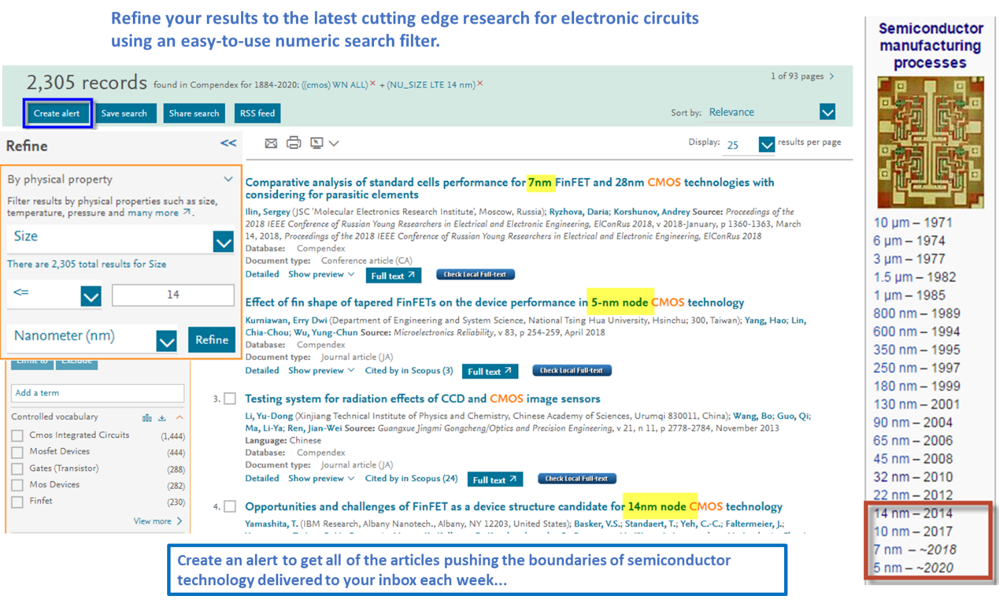 Refine your results to the latest cutting edge research for electronic circuits
using an easy-to-use numeric search filter.
2,305 records found in Compendex for 1884-2020: ((cmos) WN ALL)× + (NU_SIZE LTE 14 nm)×
1 of 93 pages >
Create alert
Save search
Share search
RSS feed
Sort by: Relevance
Refine
<<
Display: 25 results per page
By physical property
Filter results by physical properties such as size,
temperature, pressure and many more ↗.
Size
There are 2,305 total results for Size
<=
14
Nanometer (nm)
Refine
Add a term
Controlled vocabulary
Cmos Integrated Circuits (1,444)
Mosfet Devices (444)
Gates (Transistor) (288)
Mos Devices (282)
Finfet (230)
View more >
Comparative analysis of standard cells performance for 7nm FinFET and 28nm CMOS technologies with
considering for parasitic elements
Ilin, Sergey (JSC 'Molecular Electronics Research Institute', Moscow, Russia); Ryzhova, Daria; Korshunov, Andrey Source: Proceedings of the
2018 IEEE Conference of Russian Young Researchers in Electrical and Electronic Engineering, ElConRus 2018, v 2018-January, p 1360-1363, March
14, 2018, Proceedings of the 2018 IEEE Conference of Russian Young Researchers in Electrical and Electronic Engineering, ElConRus 2018
Database: Compendex
Document type: Conference article (CA)
Detailed Show preview Full text ↗ Check Local Full-text
Effect of fin shape of tapered FinFETs on the device performance in 5-nm node CMOS technology
Kurniawan, Erry Dwi (Department of Engineering and System Science, National Tsing Hua University, Hsinchu; 300, Taiwan); Yang, Hao; Lin,
Chia-Chou; Wu, Yung-Chun Source: Microelectronics Reliability, v 83, p 254-259, April 2018
Database: Compendex
Document type: Journal article (JA)
Detailed Show preview Cited by in Scopus (3) Full text ↗ Check Local Full-text
3. Testing system for radiation effects of CCD and CMOS image sensors
Li, Yu-Dong (Xinjiang Technical Institute of Physics and Chemistry, Chinese Academy of Sciences, Urumqi 830011, China); Wang, Bo; Guo, Qi;
Ma, Li-Ya; Ren, Jian-Wei Source: Guangxue Jingmi Gongcheng/Optics and Precision Engineering, v 21, n 11, p 2778-2784, November 2013
Language: Chinese
Database: Compendex
Document type: Journal article (JA)
Detailed Show preview Cited by in Scopus (24) Full text ↗ Check Local Full-text
4. Opportunities and challenges of FinFET as a device structure candidate for 14nm node CMOS technology
Yamashita, T. (IBM Research, Albany Nanotech., Albany, NY 12203, United States); Basker, V.S.; Standaert, T.; Yeh, C.-C.; Faltermeier, J.;
Create an alert to get all of the articles pushing the boundaries of semiconductor
technology delivered to your inbox each week...
Semiconductor
manufacturing
processes
10 µm – 1971
6 µm – 1974
3 µm – 1977
1.5 µm – 1982
1 µm – 1985
800 nm – 1989
600 nm – 1994
350 nm – 1995
250 nm – 1997
180 nm – 1999
130 nm – 2001
90 nm – 2004
65 nm – 2006
45 nm – 2008
32 nm – 2010
22 nm – 2012
14 nm – 2014
10 nm – 2017
7 nm – ~2018
5 nm – ~2020